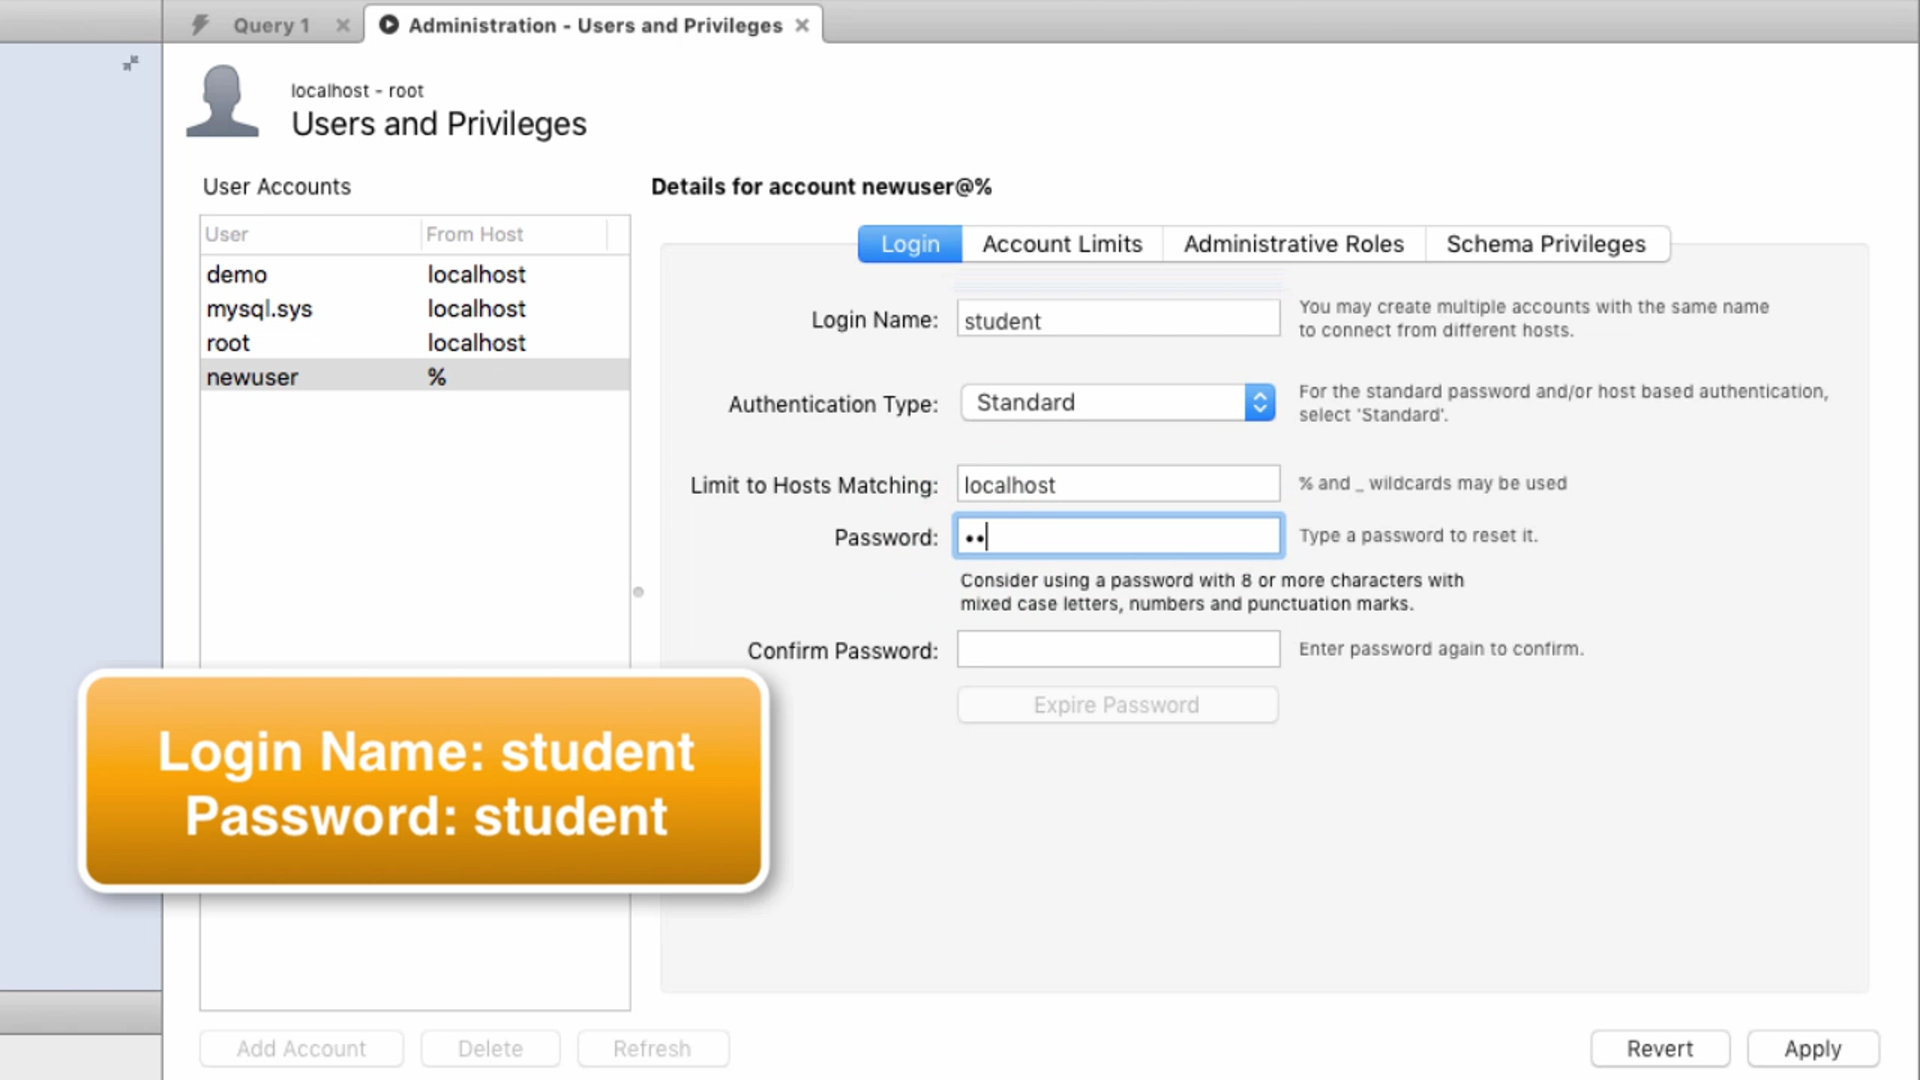 Query 1
Administration - Users and Privileges
localhost - root
Users and Privileges
User Accounts
User From Host
demo localhost
mysql.sys localhost
root localhost
newuser %
Details for account newuser@%
Login Account Limits Administrative Roles Schema Privileges
Login Name: student
You may create multiple accounts with the same name
to connect from different hosts.
Authentication Type: Standard
For the standard password and/or host based authentication,
select 'Standard'.
Limit to Hosts Matching: localhost
% and _ wildcards may be used
Password: ••
Type a password to reset it.
Consider using a password with 8 or more characters with
mixed case letters, numbers and punctuation marks.
Confirm Password:
Enter password again to confirm.
Expire Password
Login Name: student
Password: student
Add Account Delete Refresh
Revert Apply